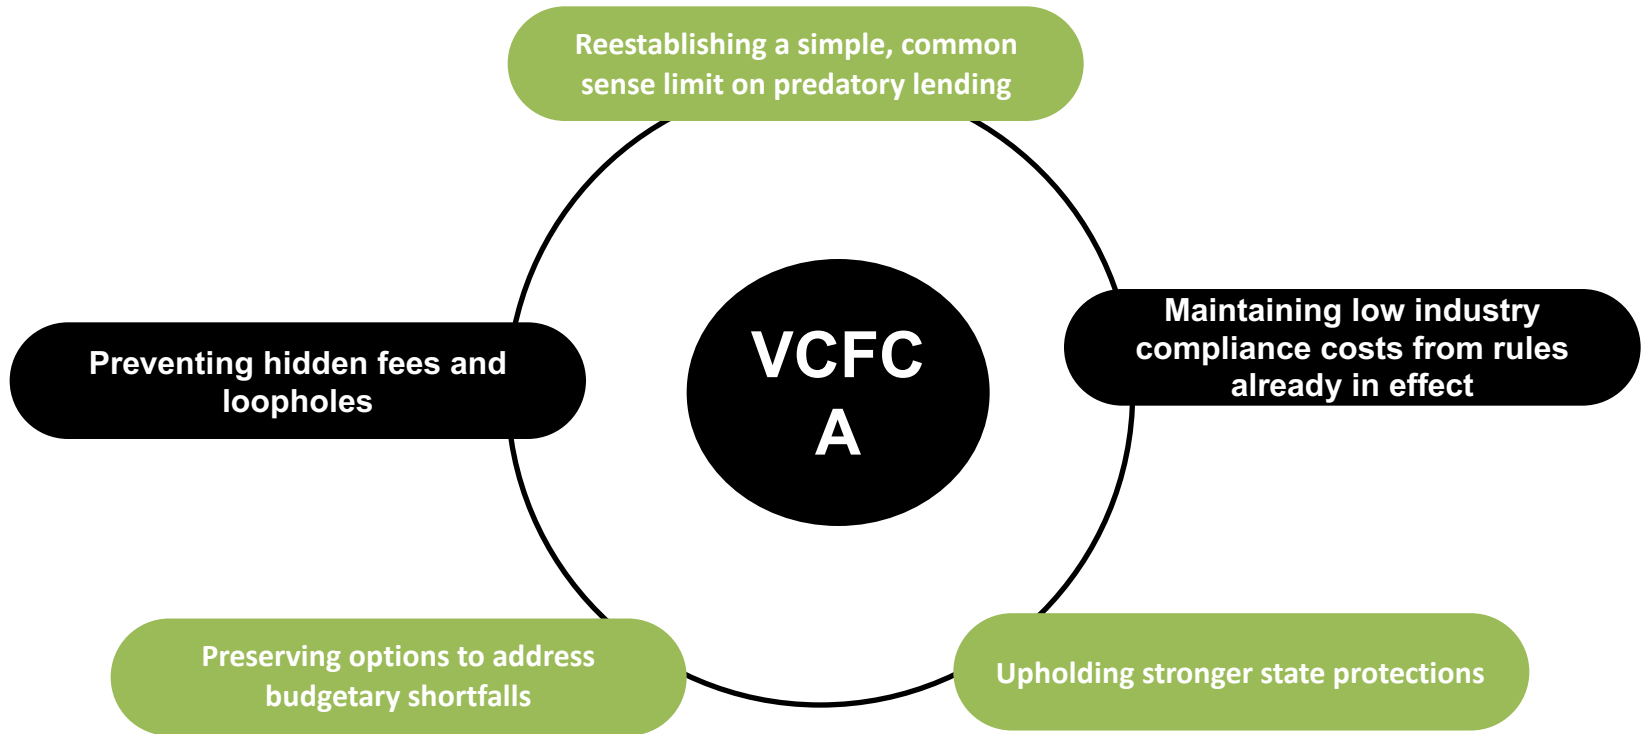 Reestablishing a simple, common
sense limit on predatory lending
Maintaining low industry
compliance costs from rules
already in effect
VCFC
A
Preventing hidden fees and
loopholes
Preserving options to address
budgetary shortfalls
Upholding stronger state protections